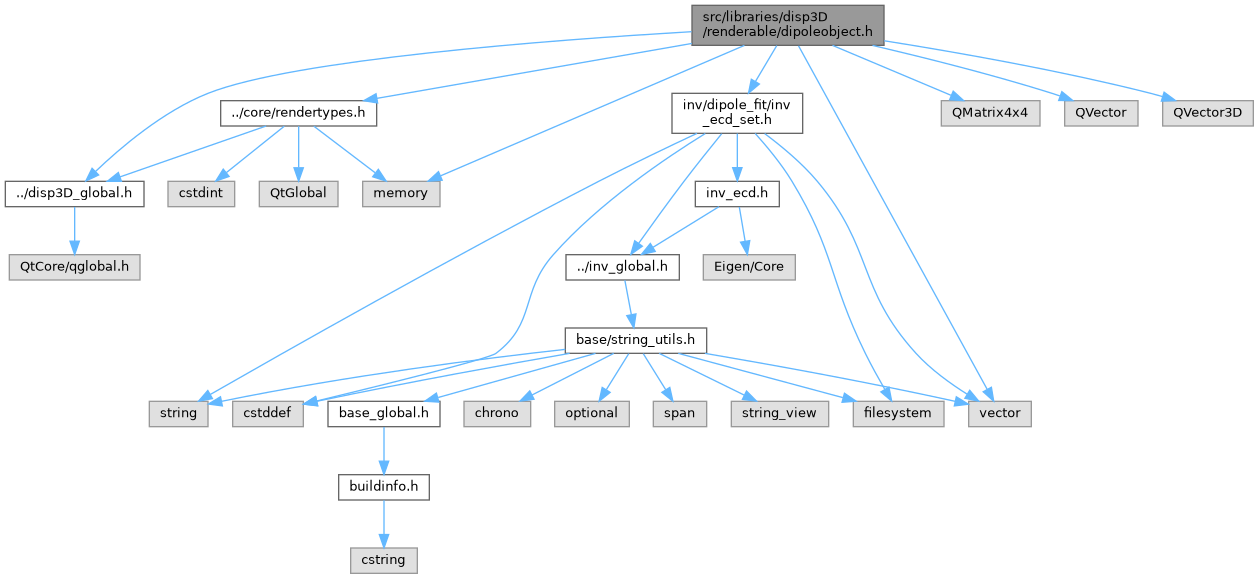 src/libraries/disp3D
/renderable/dipoleobject.h
../core/rendertypes.h
inv/dipole_fit/inv
_ecd_set.h
QMatrix4x4
QVector
QVector3D
../disp3D_global.h
cstdint
QtGlobal
memory
inv_ecd.h
QtCore/qglobal.h
../inv_global.h
Eigen/Core
base/string_utils.h
string
cstddef
base_global.h
chrono
optional
span
string_view
filesystem
vector
buildinfo.h
cstring